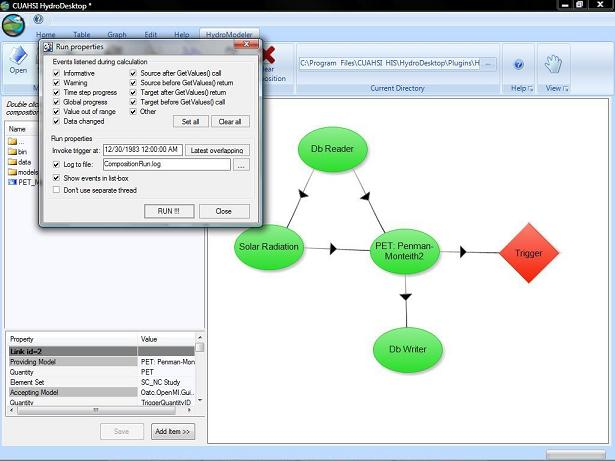 CUAHSI HydroDesktop *
Home Table Graph Edit Help HydroModeler
Run properties
Events listened during calculation
Informative
Source after GetValues() call
Warning
Source before GetValues() return
Time step progress
Target after GetValues() return
Global progress
Target before GetValues() call
Value out of range
Other
Data changed
Set all
Clear all
Run properties
Invoke trigger at:
12/30/1983 12:00:00 AM
Latest overlapping
Log to file:
CompositionRun.log
...
Show events in list-box
Don't use separate thread
RUN !!!
Close
Open
C:\Program Files\CUAHSI HIS\HydroDesktop\Plugins\H
...
Current Directory
Help
View
Name
...
bin
data
models
Db Reader
Solar Radiation
PET: Penman-
Monteith2
Trigger
Db Writer
Property Value
Link id=2
Providing Model PET: Penman-Mon
Quantity PET
Element Set SC_NC Study
Accepting Model Oatc.OpenMI.Gui..
Quantity TriggerQuantityID
Save
Add Item >>